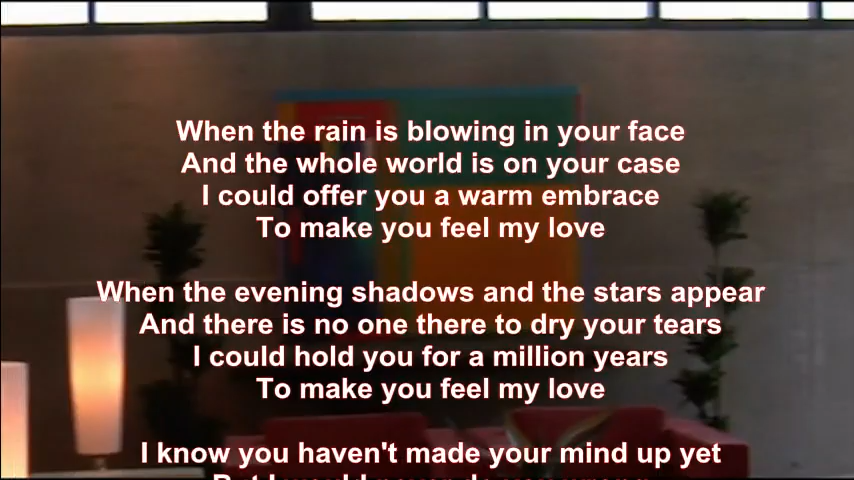 When the rain is blowing in your face
And the whole world is on your case
I could offer you a warm embrace
To make you feel my love
When the evening shadows and the stars appear
And there is no one there to dry your tears
I could hold you for a million years
To make you feel my love
I know you haven't made your mind up yet